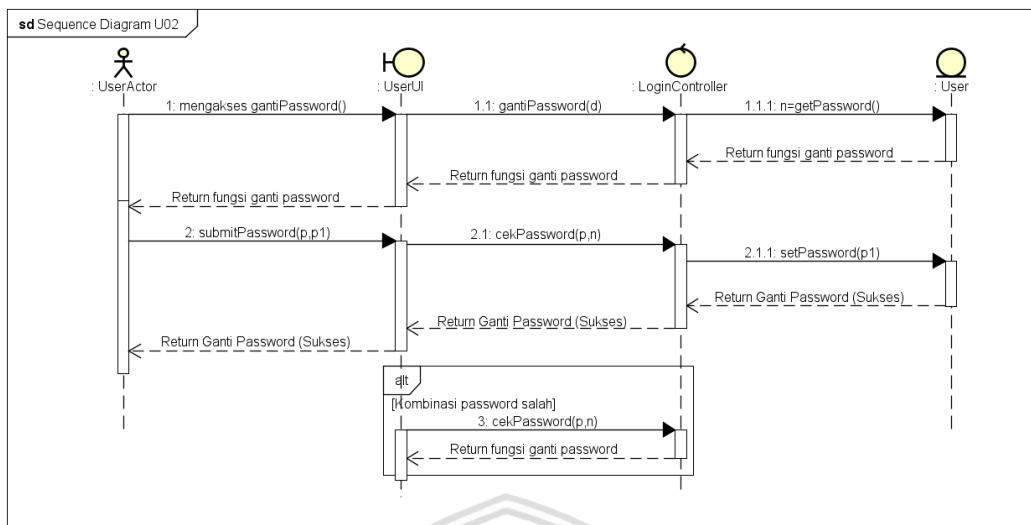 sd Sequence Diagram U02
: UserActor
: UserUI
: LoginController
: User
1: mengakses gantiPassword()
1.1: gantiPassword(d)
1.1.1: n=getPassword()
Return fungsi ganti password
Return fungsi ganti password
Return fungsi ganti password
2: submitPassword(p,p1)
2.1: cekPassword(p,n)
2.1.1: setPassword(p1)
Return Ganti Password (Sukses)
Return Ganti Password (Sukses)
Return Ganti Password (Sukses)
alt
[Kombinasi password salah]
3: cekPassword(p,n)
Return fungsi ganti password